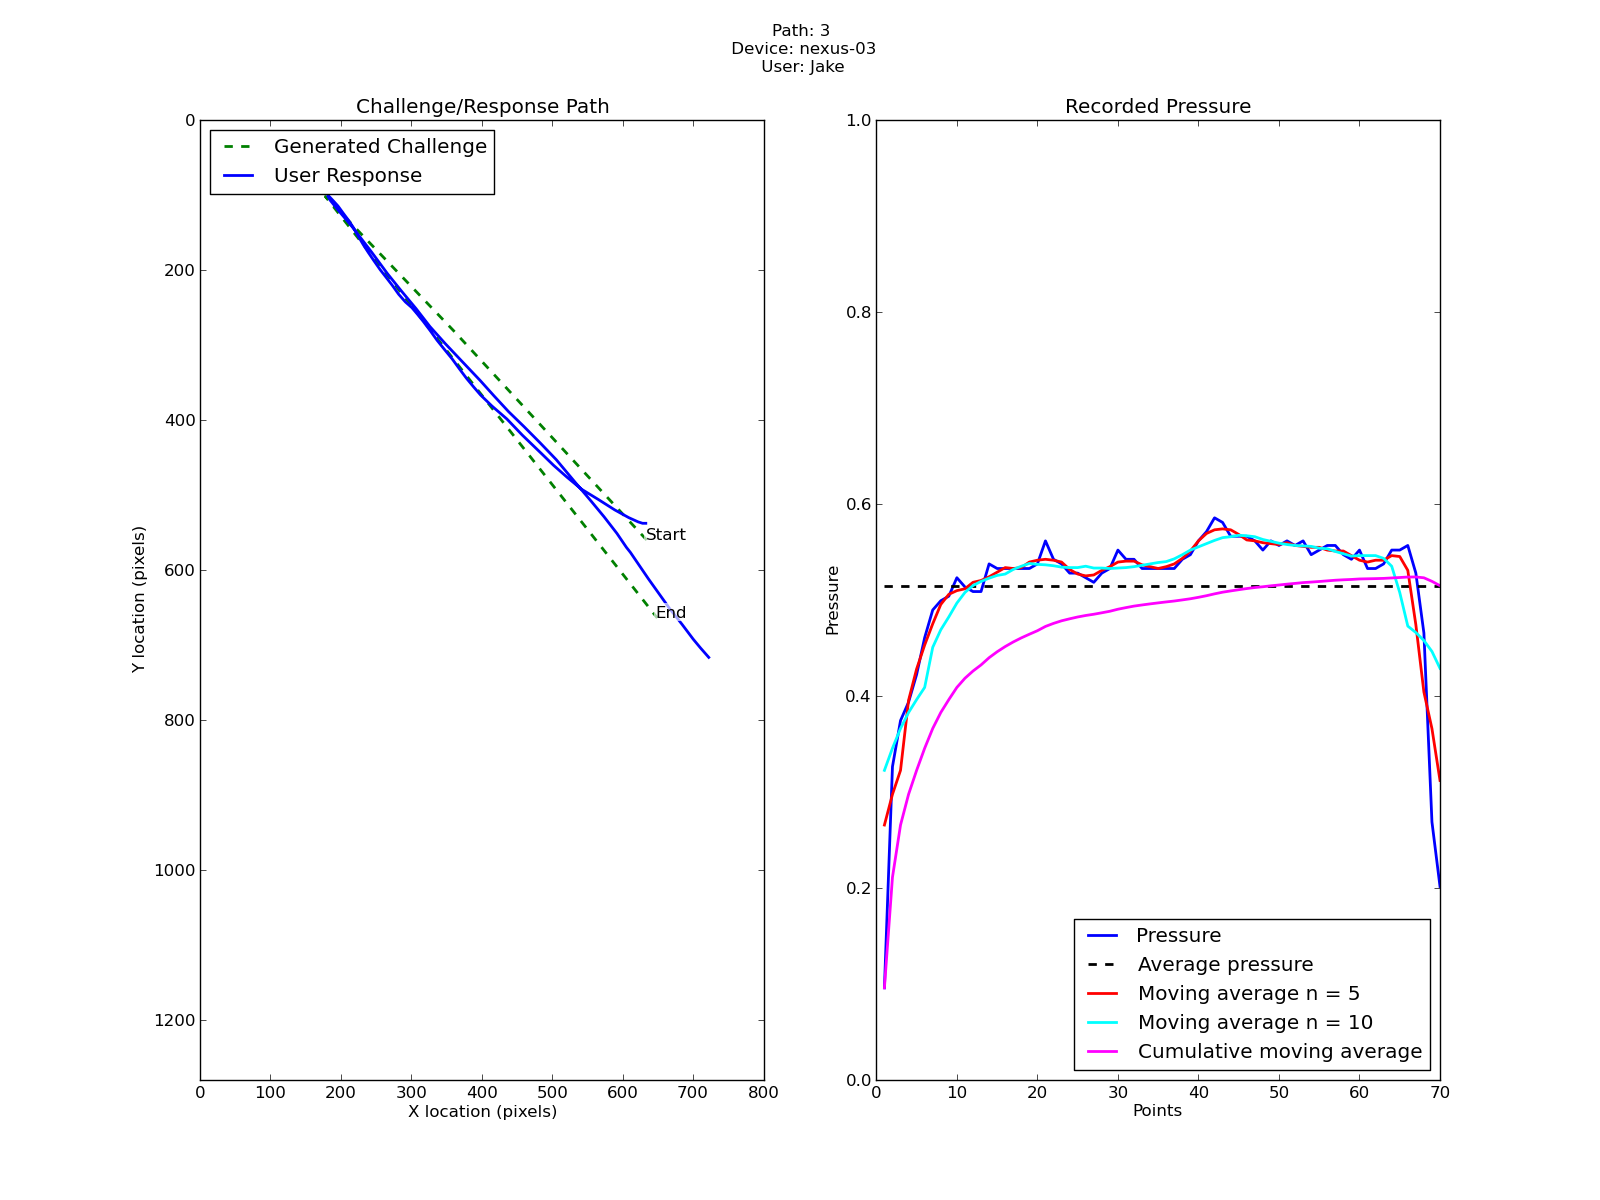 Path: 3
Device: nexus-03
User: Jake
Challenge/Response Path
Generated Challenge
User Response
Start
End
0
200
400
600
800
1000
1200
Y location (pixels)
0 100 200 300 400 500 600 700 800
X location (pixels)
Recorded Pressure
1.0
0.8
0.6
0.4
0.2
0.0
Pressure
Pressure
Average pressure
Moving average n = 5
Moving average n = 10
Cumulative moving average
0 10 20 30 40 50 60 70
Points